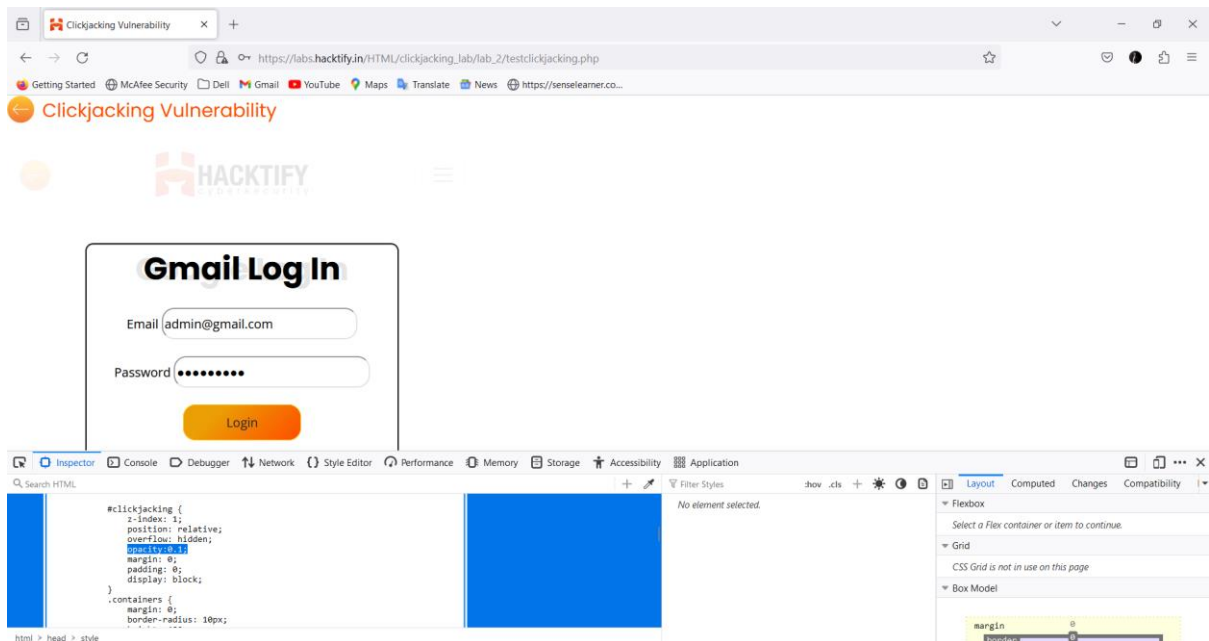 Clickjacking Vulnerability
https://labs.hacktify.in/HTML/clickjacking_lab/lab_2/testclickjacking.php
Getting Started McAfee Security Dell Gmail YouTube Maps Translate News https://senselearner.co...
Clickjacking Vulnerability
HACKTIFY
cybersecurity
Gmail Log In
Email admin@gmail.com
Password •••••••••
Login
Inspector Console Debugger Network Style Editor Performance Memory Storage Accessibility Application
Search HTML
Filter Styles :hov .cls
Layout Computed Changes Compatibility
#clickjacking {
z-index: 1;
position: relative;
overflow: hidden;
opacity:0.1;
margin: 0;
padding: 0;
display: block;
}
.containers {
margin: 0;
border-radius: 10px;
No element selected.
Flexbox
Select a Flex container or item to continue.
Grid
CSS Grid is not in use on this page
Box Model
margin 0
border 0
html > head > style